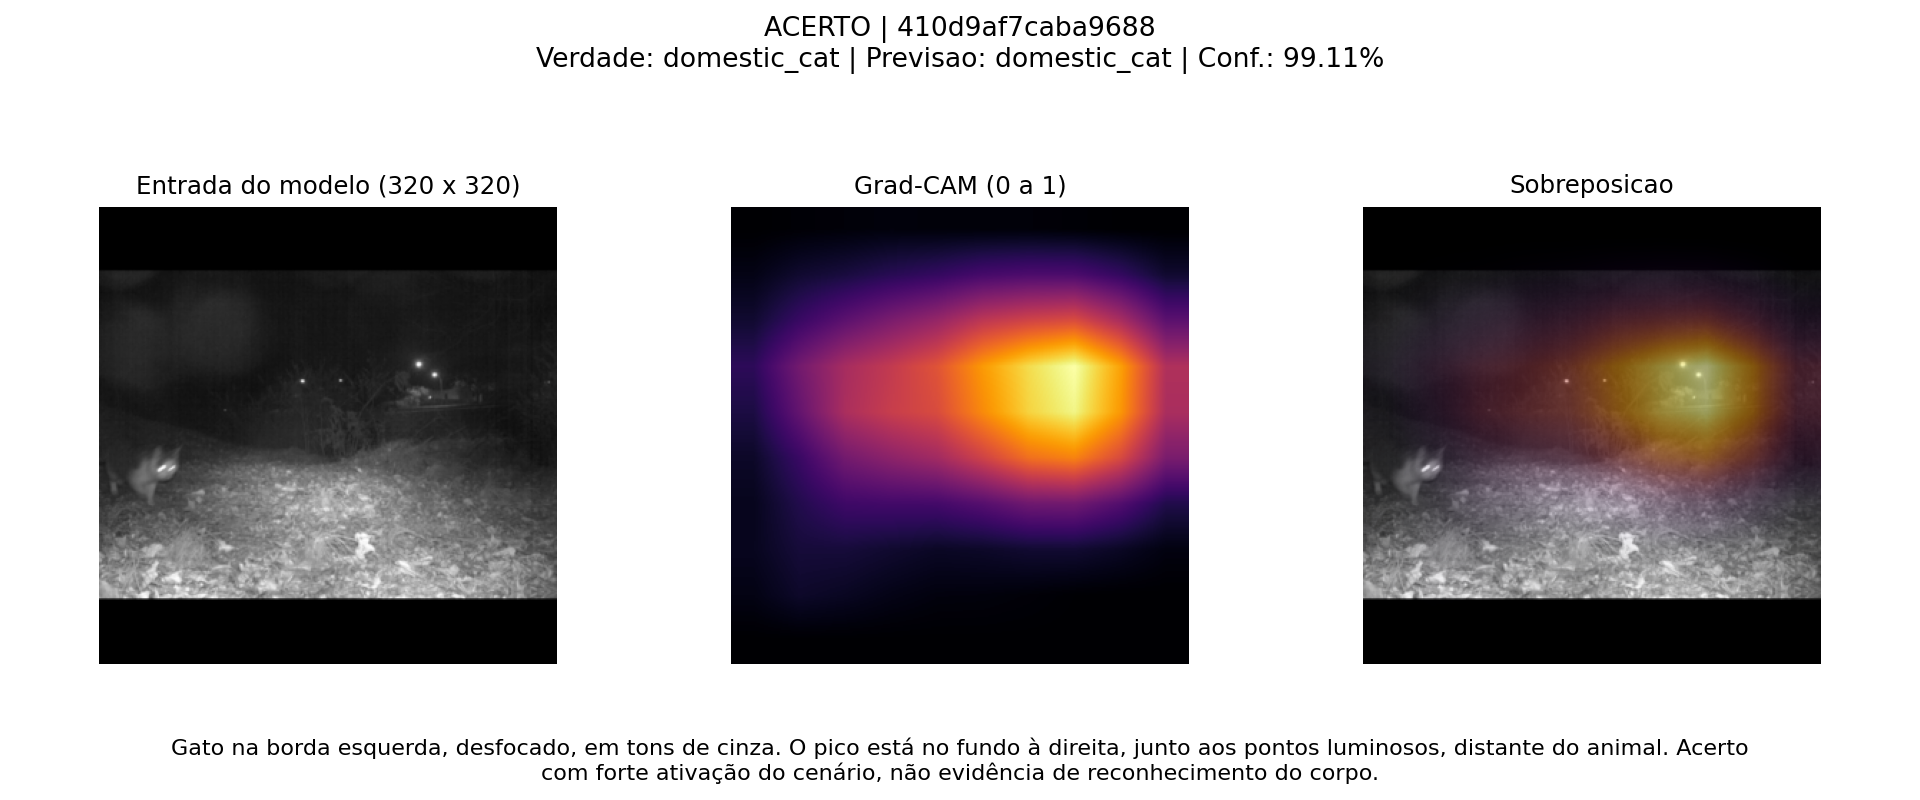 ACERTO | 410d9af7caba9688
Verdade: domestic_cat | Previsao: domestic_cat | Conf.: 99.11%
Entrada do modelo (320 x 320)
Grad-CAM (0 a 1)
Sobreposicao
Gato na borda esquerda, desfocado, em tons de cinza. O pico está no fundo à direita, junto aos pontos luminosos, distante do animal. Acerto
com forte ativação do cenário, não evidência de reconhecimento do corpo.